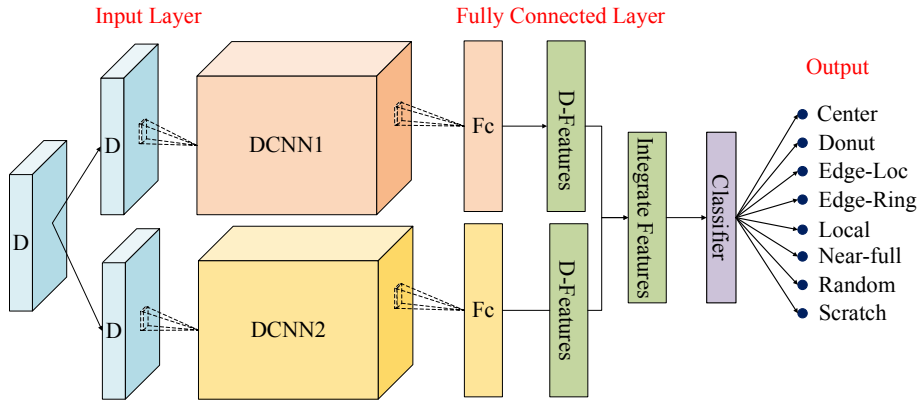 Input Layer
Fully Connected Layer
Output
D
D
D
DCNN1
DCNN2
Fc
Fc
D-Features
D-Features
Integrate Features
Classifier
Center
Donut
Edge-Loc
Edge-Ring
Local
Near-full
Random
Scratch